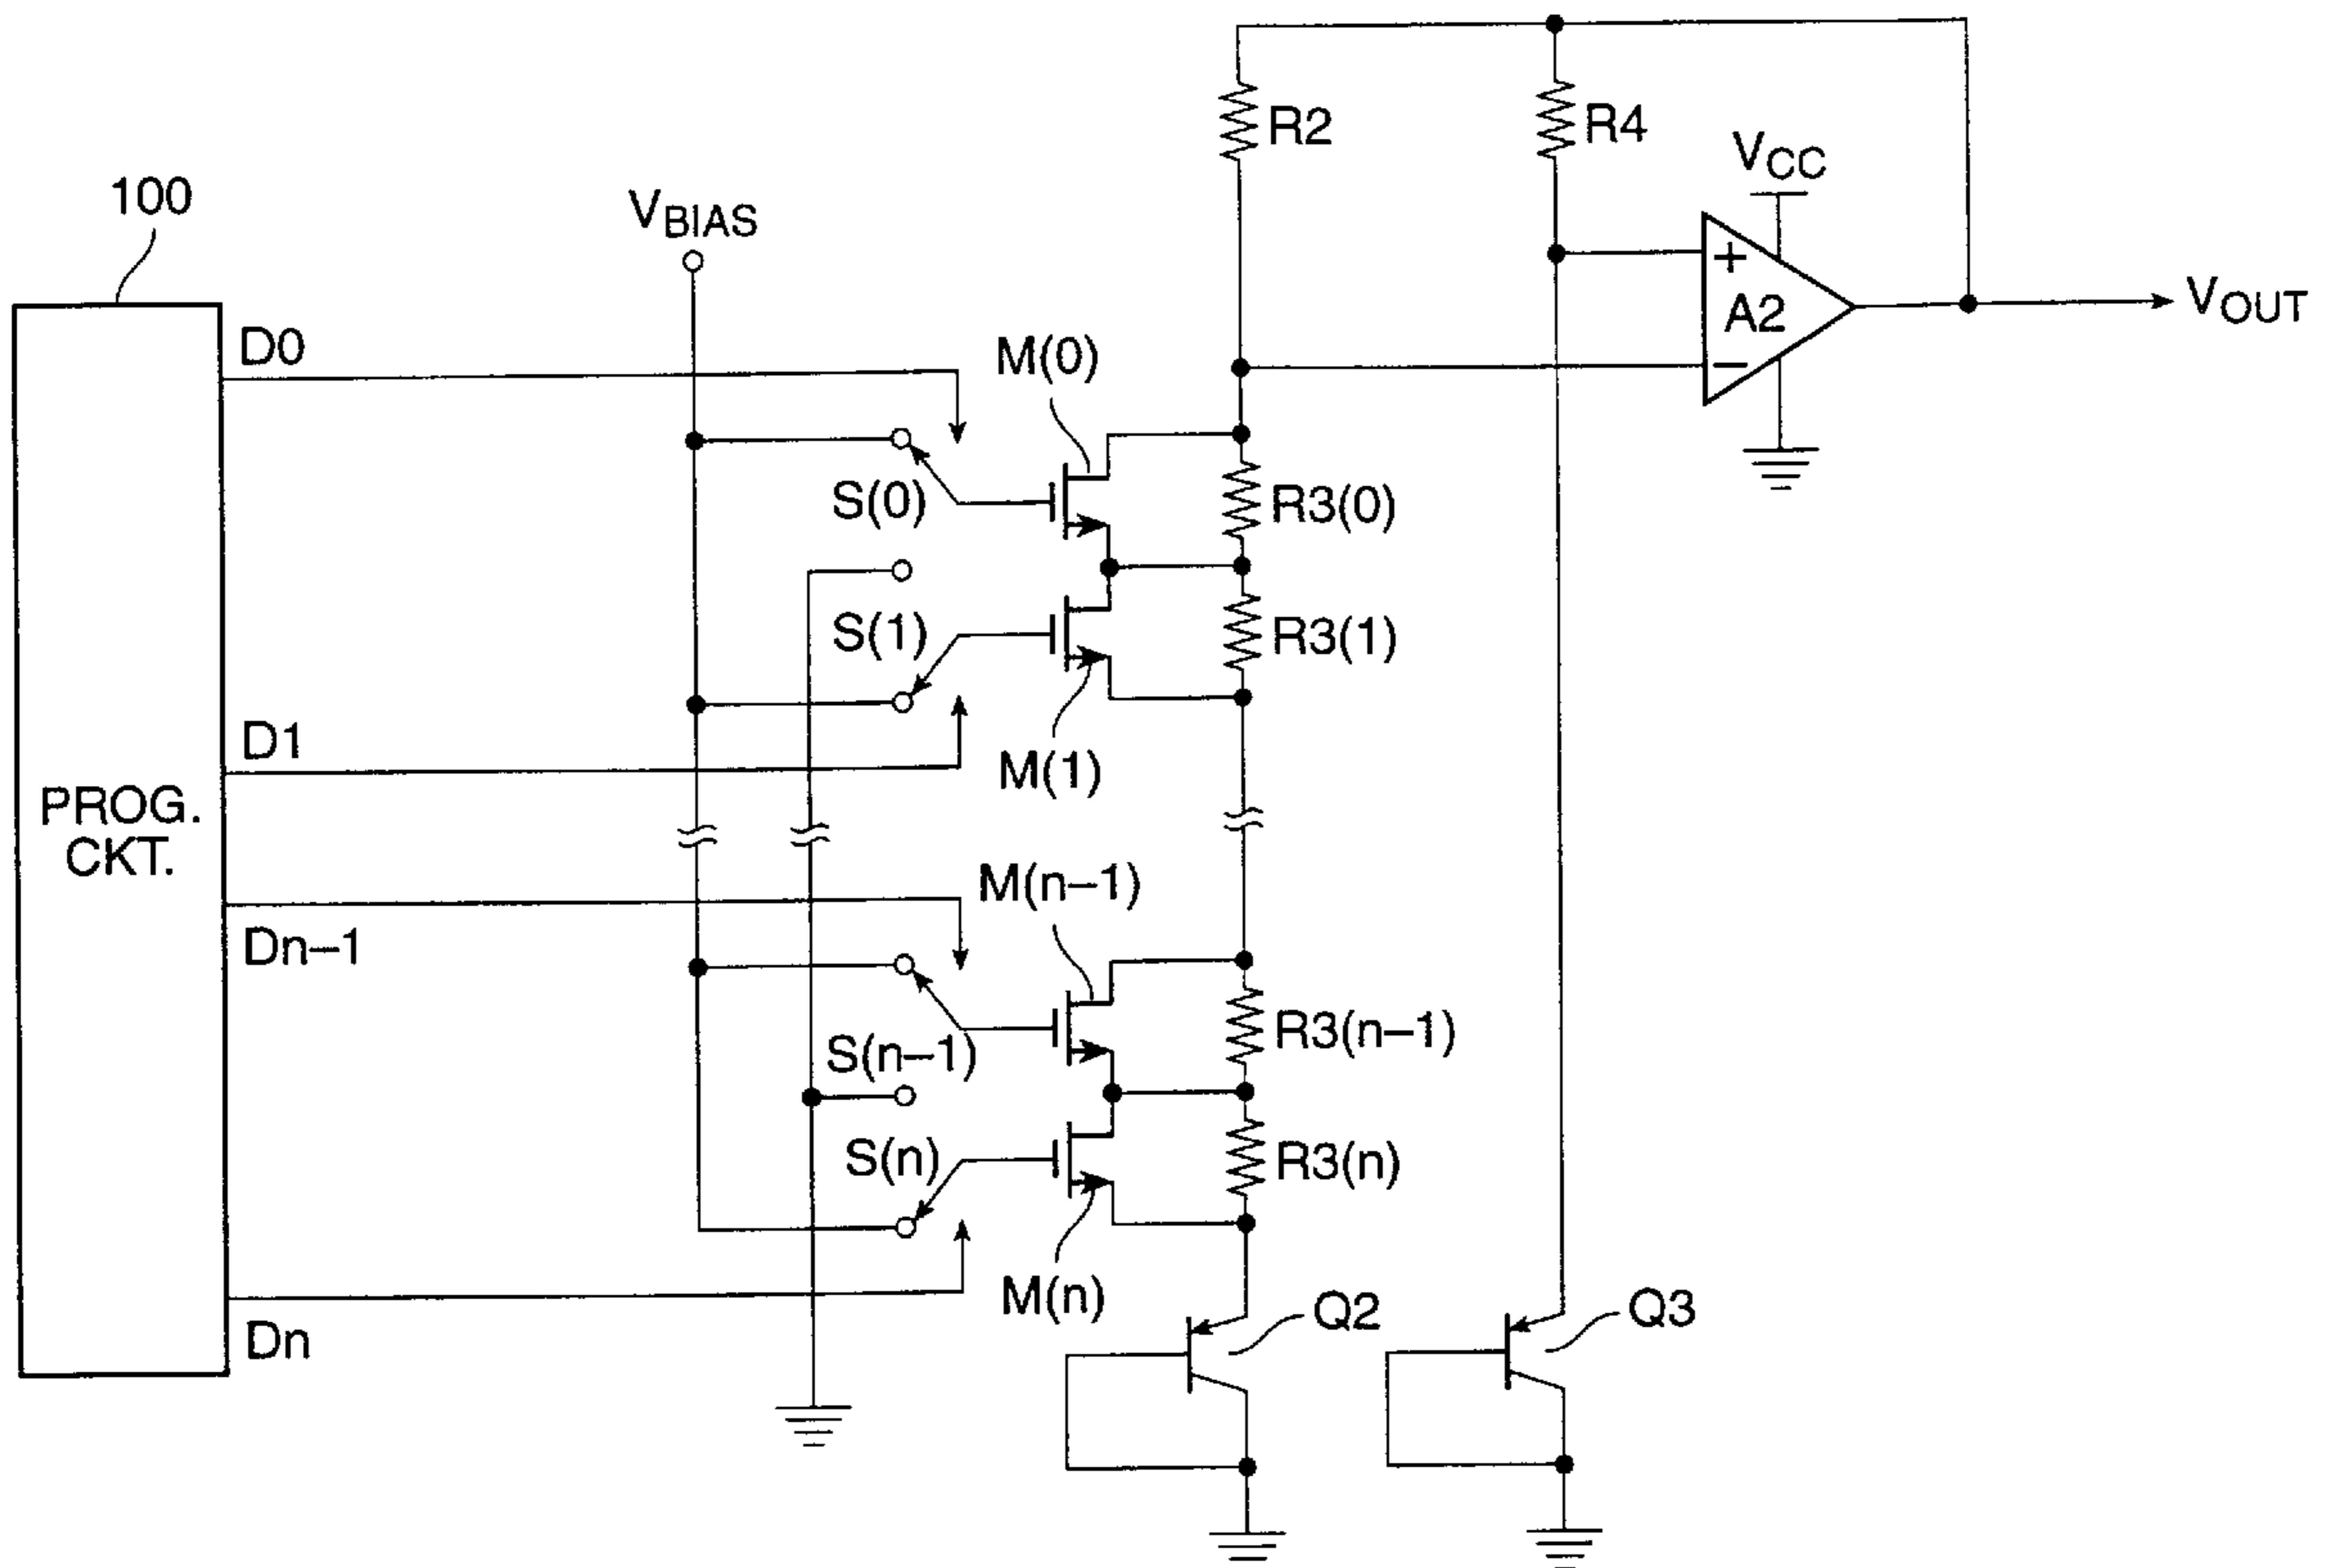 R2
R4
VCC
100
VBIAS
+
A2
−
VOUT
D0
M(0)
S(0)
R3(0)
S(1)
R3(1)
D1
M(1)
PROG.
CKT.
M(n–1)
Dn–1
R3(n–1)
S(n–1)
S(n)
R3(n)
M(n)
Dn
Q2
Q3